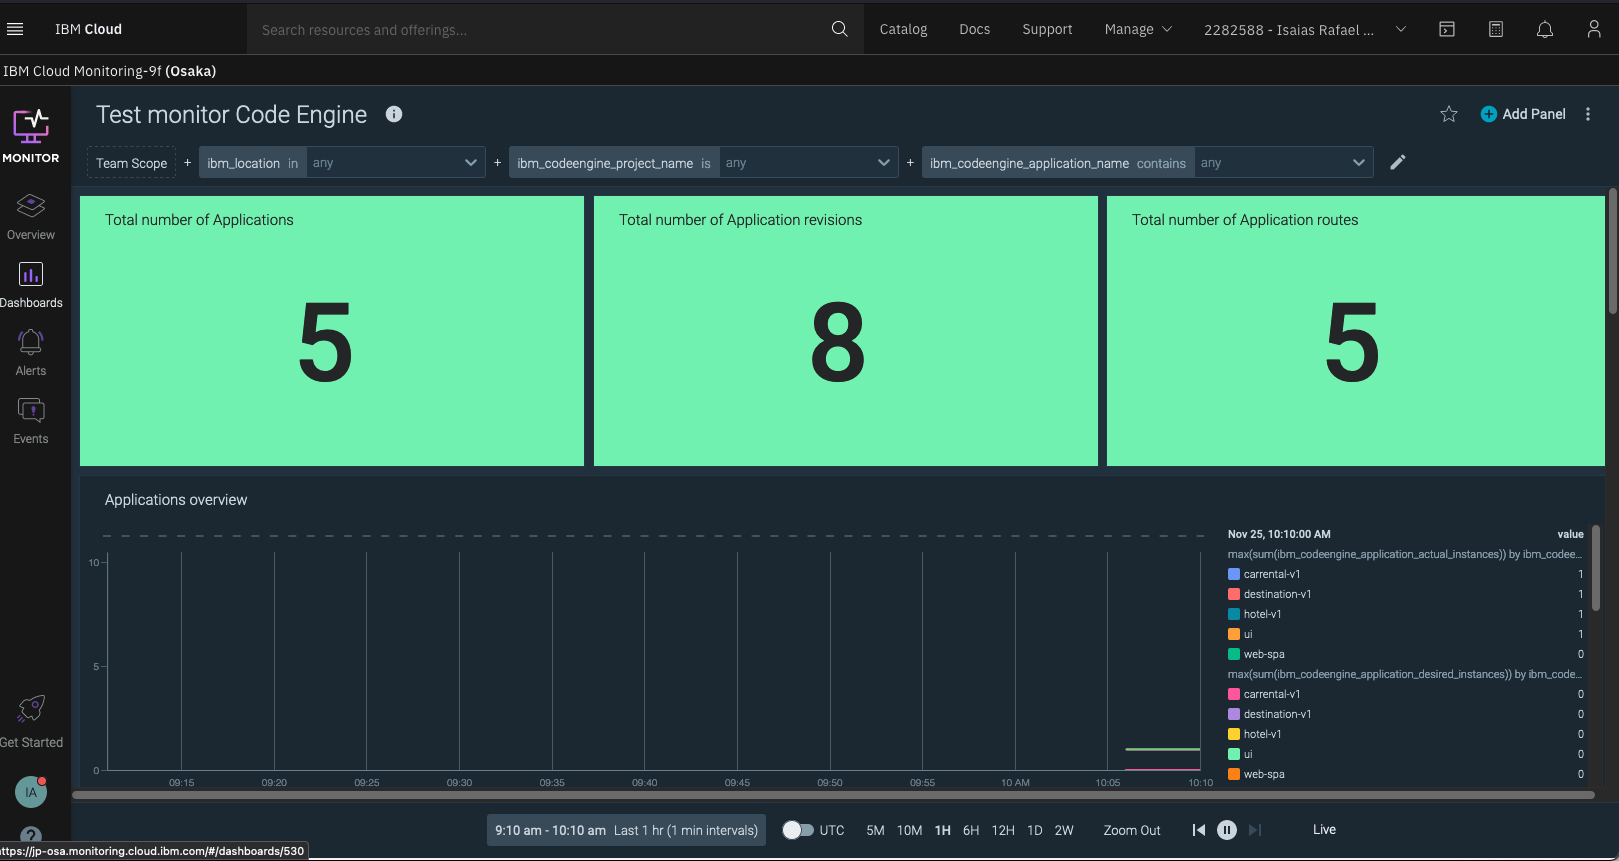 IBM Cloud
Search resources and offerings...
Catalog
Docs
Support
Manage
2282588 - Isaias Rafael ...
IBM Cloud Monitoring-9f (Osaka)
MONITOR
Overview
Dashboards
Alerts
Events
Get Started
IA
?
Test monitor Code Engine
Add Panel
Team Scope + ibm_location in any + ibm_codeengine_project_name is any + ibm_codeengine_application_name contains any
Total number of Applications
5
Total number of Application revisions
8
Total number of Application routes
5
Applications overview
10
5
0
09:15 09:20 09:25 09:30 09:35 09:40 09:45 09:50 09:55 10 AM 10:05 10:10
Nov 25, 10:10:00 AM value
max(sum(ibm_codeengine_application_actual_instances)) by ibm_codee...
carrental-v1 1
destination-v1 1
hotel-v1 1
ui 1
web-spa 0
max(sum(ibm_codeengine_application_desired_instances)) by ibm_code...
carrental-v1 0
destination-v1 0
hotel-v1 0
ui 0
web-spa 0
9:10 am - 10:10 am Last 1 hr (1 min intervals)
UTC
5M 10M 1H 6H 12H 1D 2W
Zoom Out
Live
ttps://jp-osa.monitoring.cloud.ibm.com/#/dashboards/530